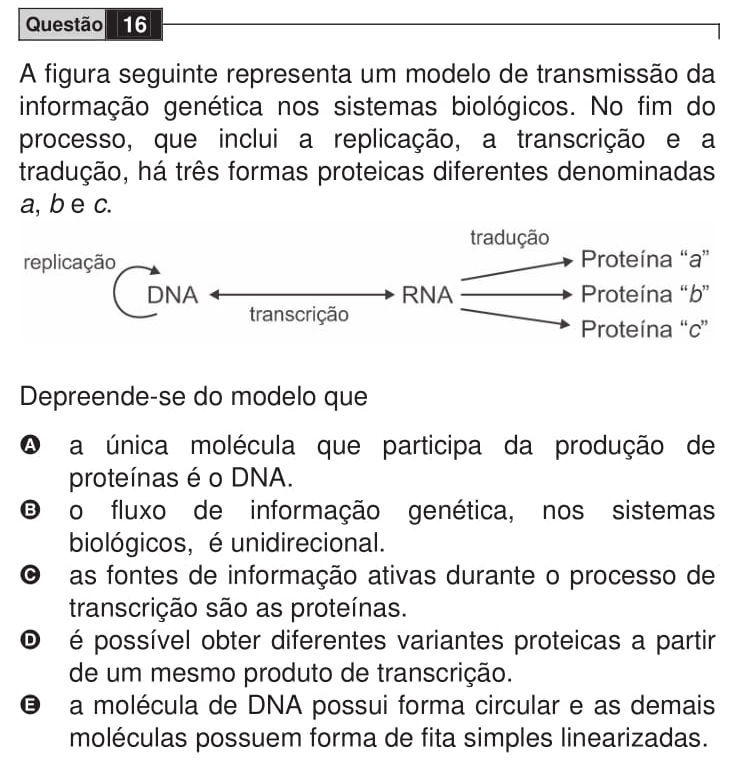 Questão 16
A figura seguinte representa um modelo de transmissão da
informação genética nos sistemas biológicos. No fim do
processo, que inclui a replicação, a transcrição e a
tradução, há três formas proteicas diferentes denominadas
a, b e c.
tradução
replicação
Proteína “a”
DNA
RNA
Proteína “b”
transcrição
Proteína “c”
Depreende-se do modelo que
A a única molécula que participa da produção de
proteínas é o DNA.
B o fluxo de informação genética, nos sistemas
biológicos, é unidirecional.
C as fontes de informação ativas durante o processo de
transcrição são as proteínas.
D é possível obter diferentes variantes proteicas a partir
de um mesmo produto de transcrição.
E a molécula de DNA possui forma circular e as demais
moléculas possuem forma de fita simples linearizadas.